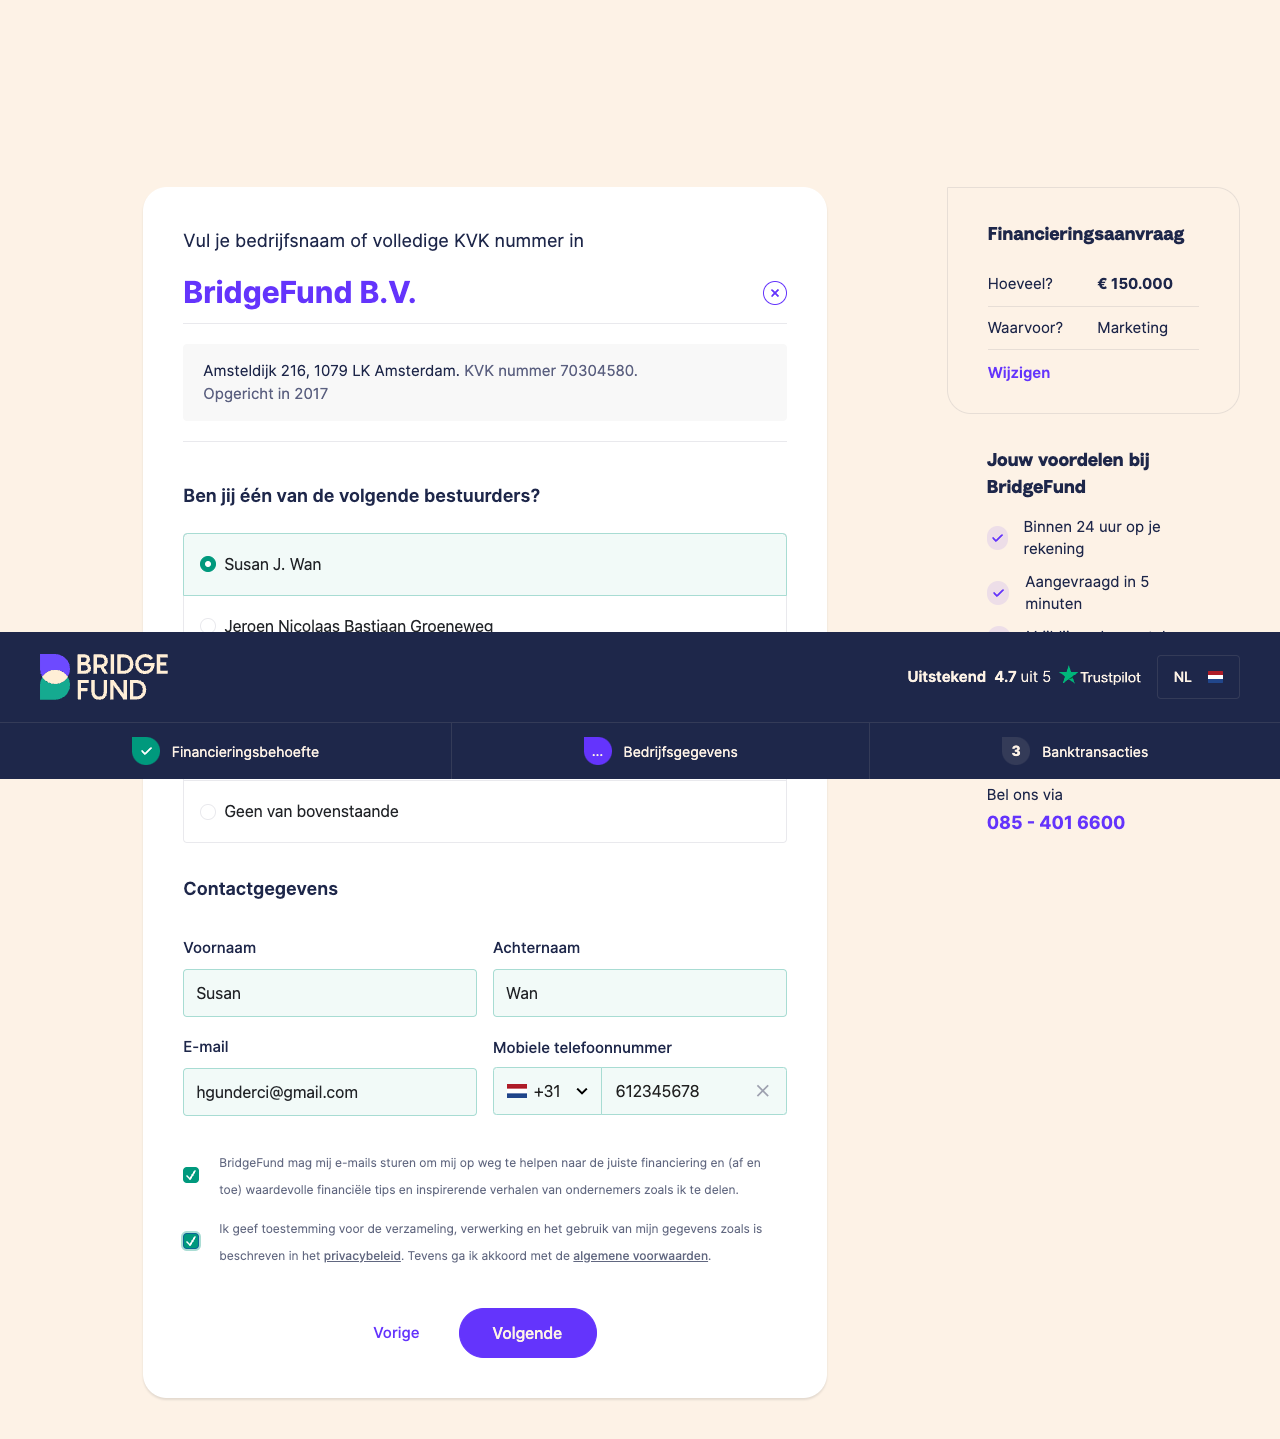 Vul je bedrijfsnaam of volledige KVK nummer in
BridgeFund B.V.
Amsteldijk 216, 1079 LK Amsterdam. KVK nummer 70304580.
Opgericht in 2017
Ben jij één van de volgende bestuurders?
Susan J. Wan
Jeroen Nicolaas Bastiaan Groeneweg
Financieringsaanvraag
Hoeveel? € 150.000
Waarvoor? Marketing
Wijzigen
Jouw voordelen bij
BridgeFund
Binnen 24 uur op je
rekening
Aangevraagd in 5
minuten
BRIDGE
FUND
Uitstekend 4.7 uit 5 Trustpilot
NL
Financieringsbehoefte
... Bedrijfsgegevens
3 Banktransacties
Bel ons via
085 - 401 6600
Geen van bovenstaande
Contactgegevens
Voornaam
Achternaam
Susan
Wan
E-mail
Mobiele telefoonnummer
hgunderci@gmail.com
+31 612345678
BridgeFund mag mij e-mails sturen om mij op weg te helpen naar de juiste financiering en (af en
toe) waardevolle financiële tips en inspirerende verhalen van ondernemers zoals ik te delen.
Ik geef toestemming voor de verzameling, verwerking en het gebruik van mijn gegevens zoals is
beschreven in het privacybeleid. Tevens ga ik akkoord met de algemene voorwaarden.
Vorige
Volgende